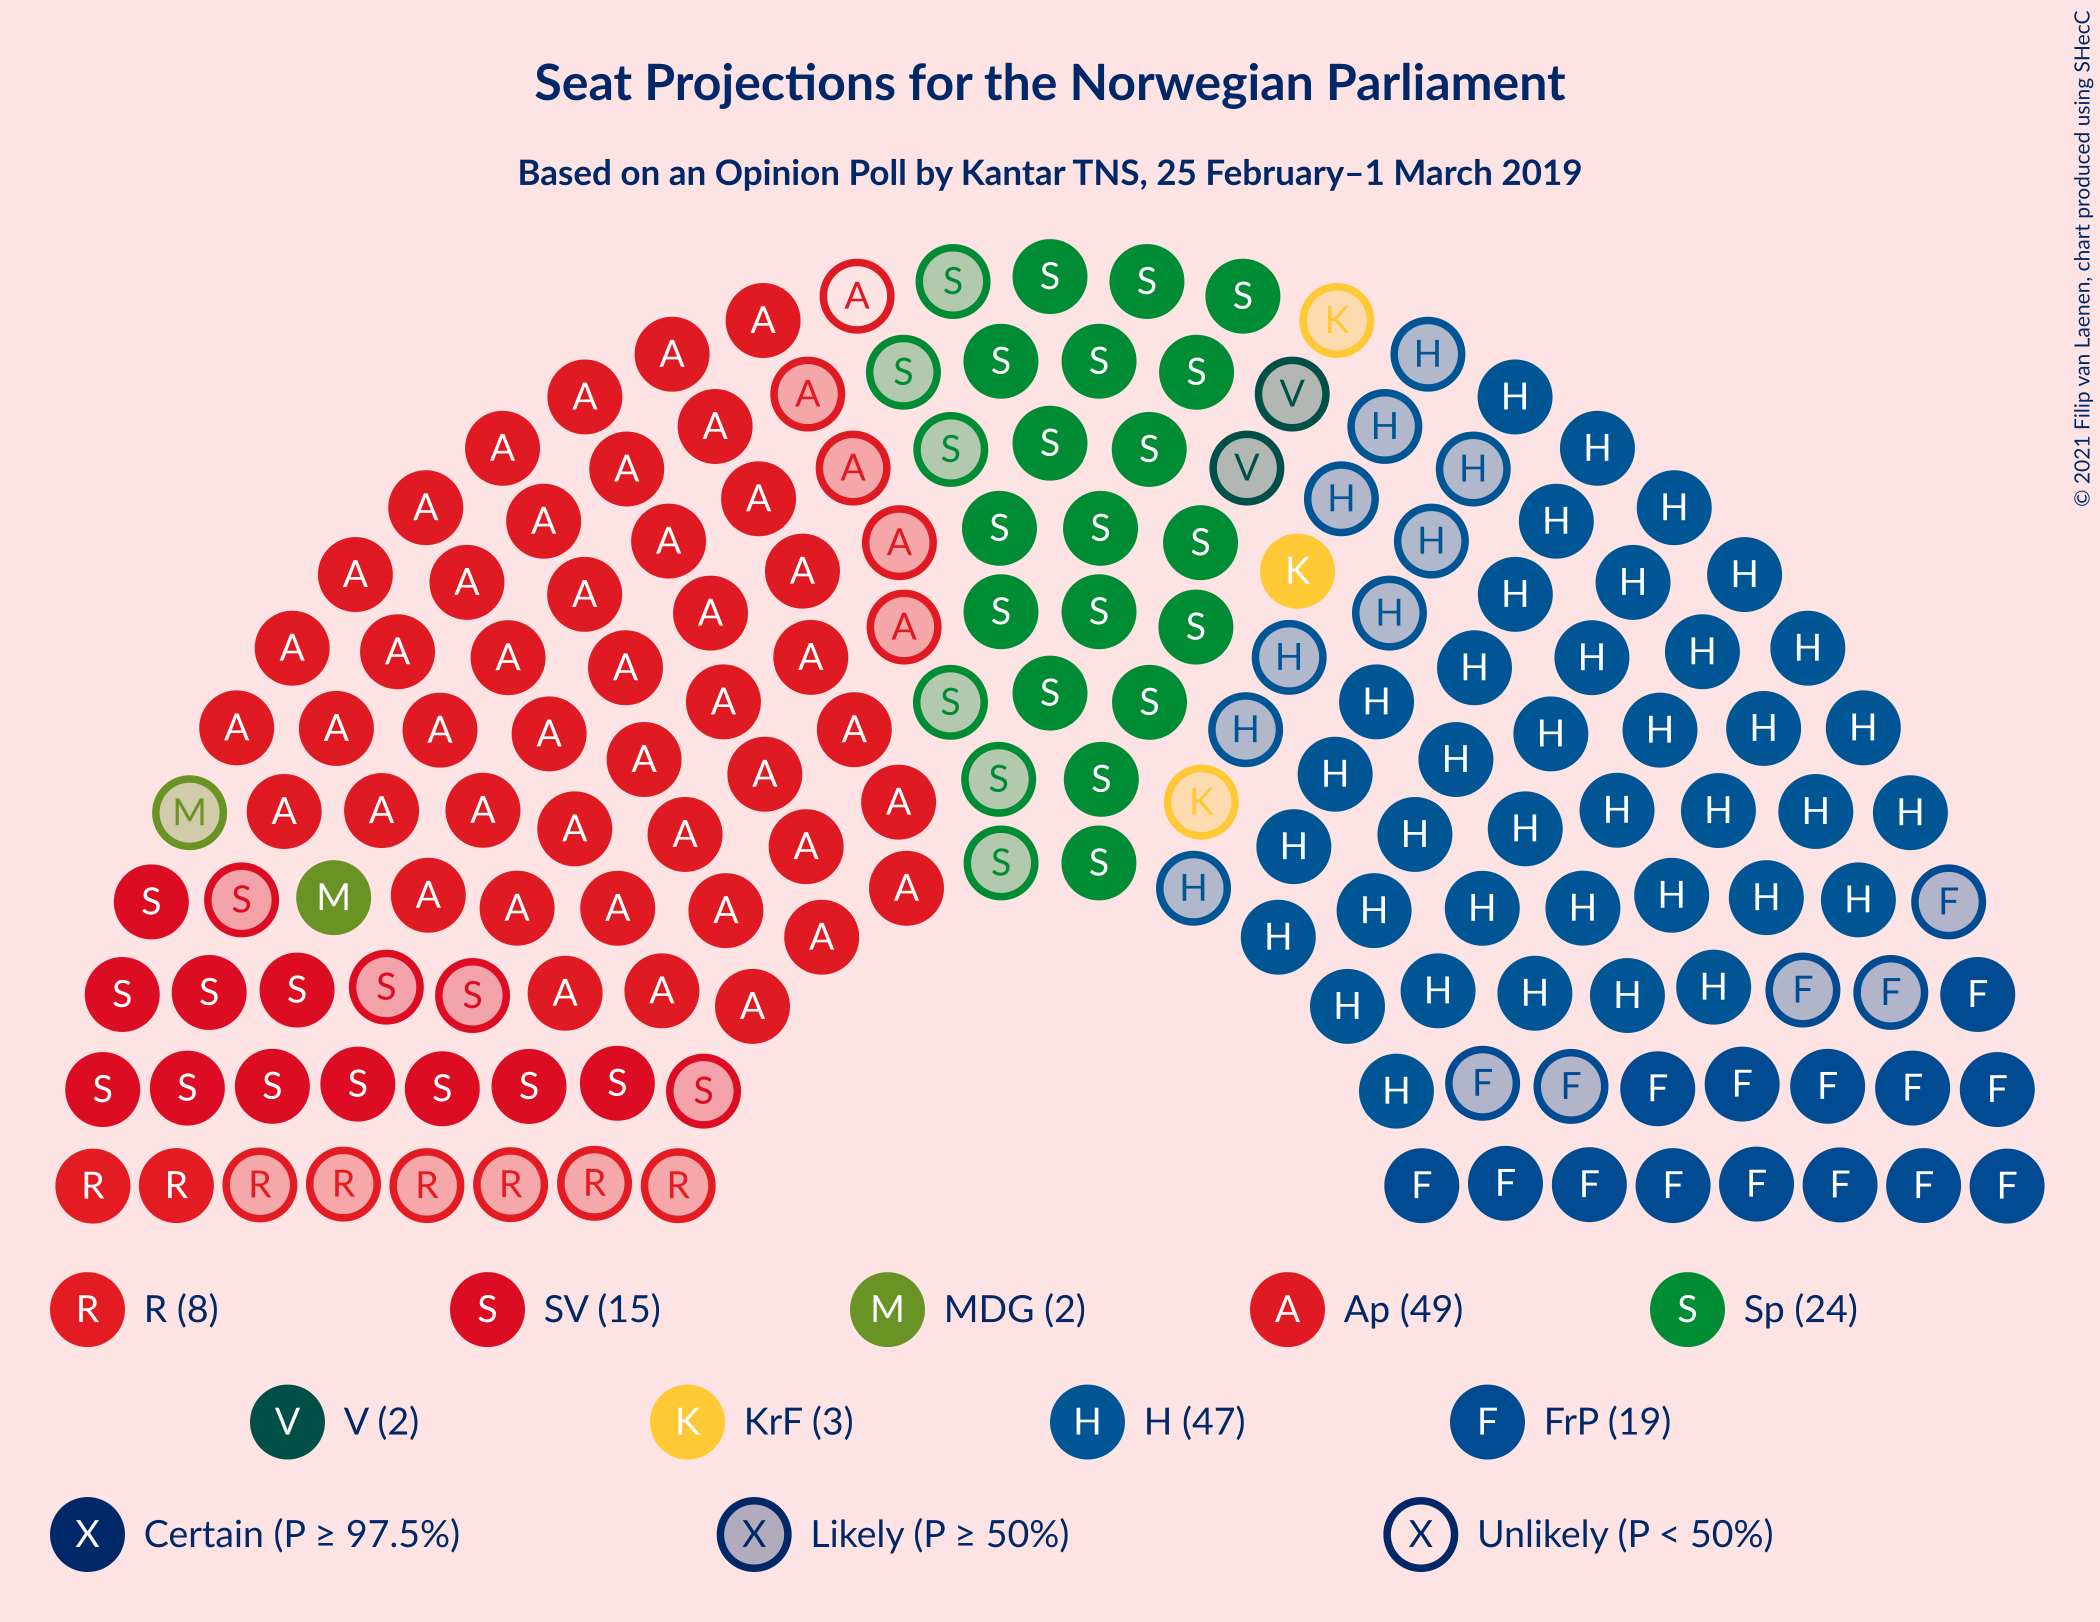 Seat Projections for the Norwegian Parliament
Based on an Opinion Poll by Kantar TNS, 25 February–1 March 2019
© 2021 Filip van Laenen, chart produced using SHecC
A S S S S K
A H
A H
A S S S V H
A A H
A S S S V H
A A H
A A H
A S S S K H
A A H
A A H
A A S S S H H
A A H
A A H
A A S S S H H
A A H
A A H
A A A S S K H H
M A H H
A A A S S H H H
S S M A A A A H H H H H H F
A H
S S S S S A A A H H H H H F F F
S S S S S S S S H F F F F F F F
R R R R R R R R F F F F F F F F
R R (8) S SV (15) M MDG (2) A Ap (49) S Sp (24)
V V (2) K KrF (3) H H (47) F FrP (19)
X Certain (P ≥ 97.5%) X Likely (P ≥ 50%) X Unlikely (P < 50%)